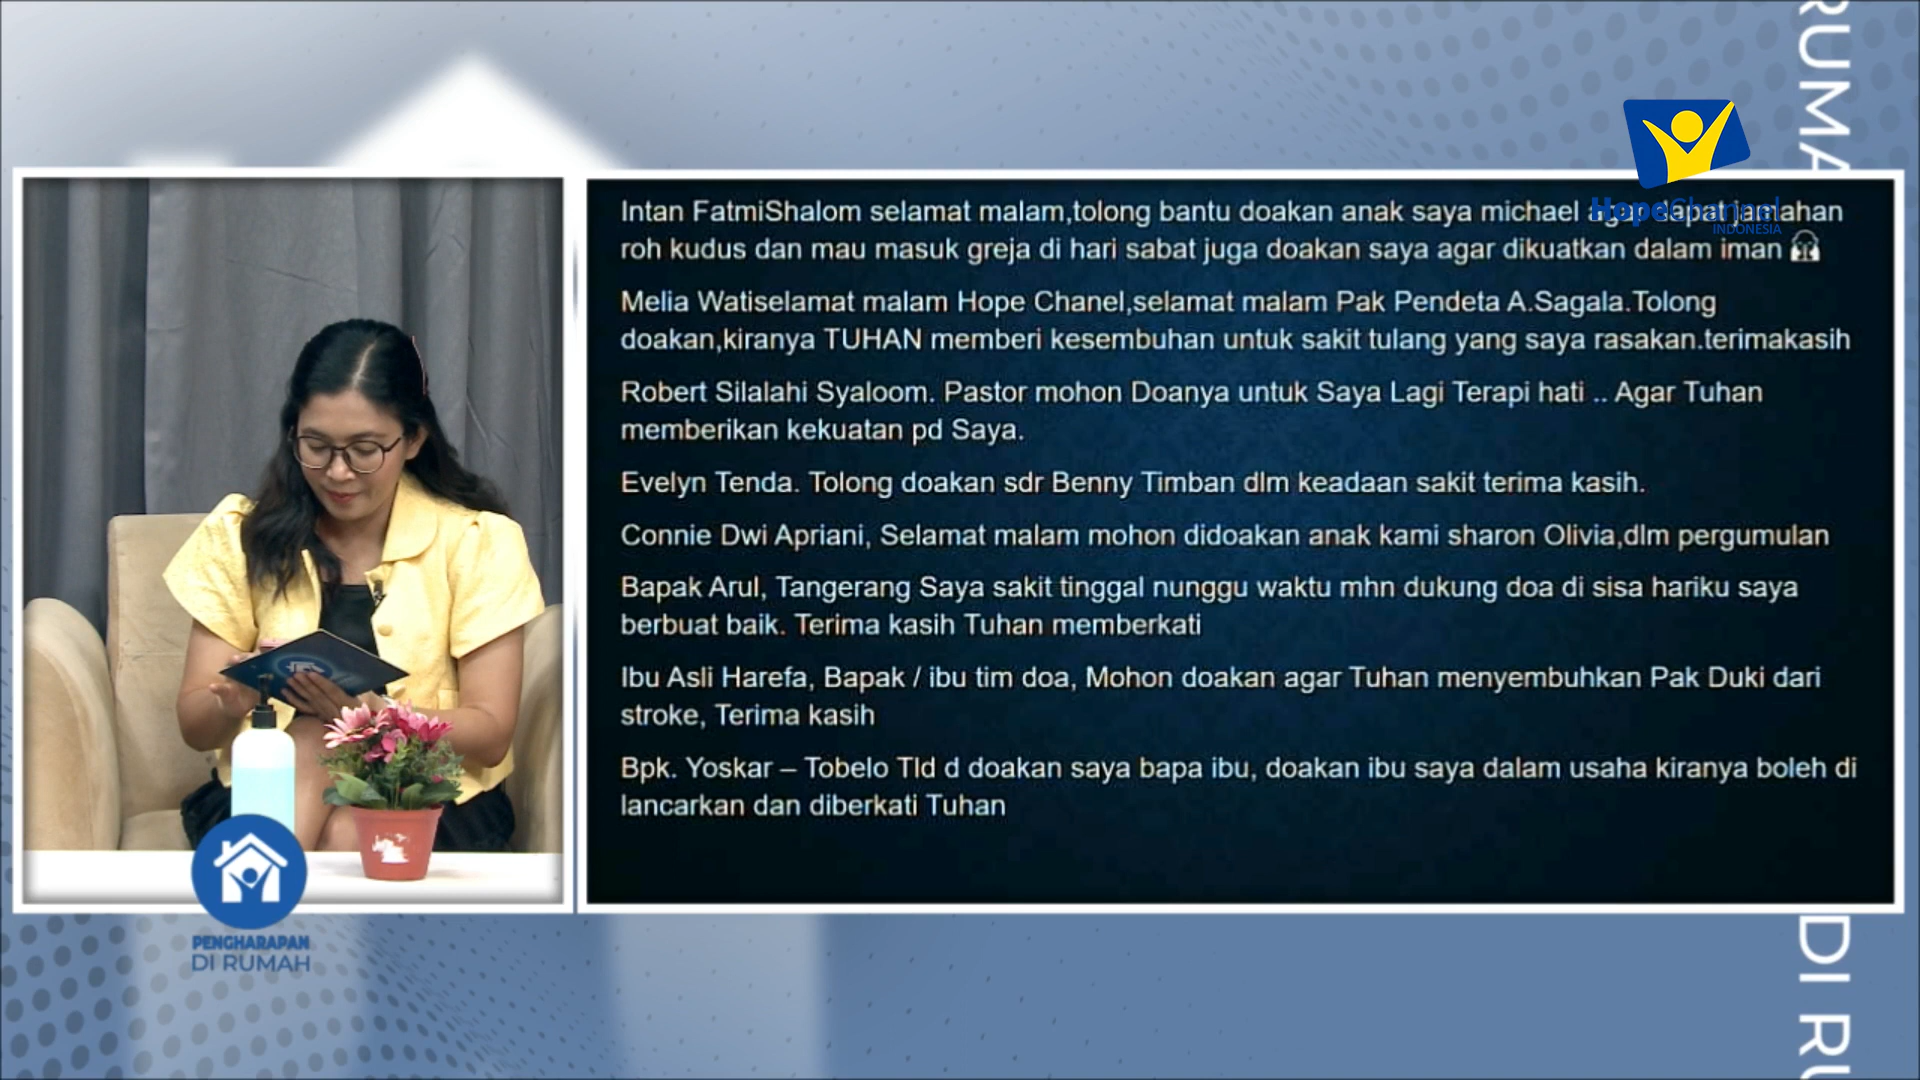 RUMA
HopeChannel
INDONESIA
Intan FatmiShalom selamat malam,tolong bantu doakan anak saya michael agar dapat jamahan
roh kudus dan mau masuk greja di hari sabat juga doakan saya agar dikuatkan dalam iman
Melia Watiselamat malam Hope Chanel,selamat malam Pak Pendeta A.Sagala.Tolong
doakan,kiranya TUHAN memberi kesembuhan untuk sakit tulang yang saya rasakan.terimakasih
Robert Silalahi Syaloom. Pastor mohon Doanya untuk Saya Lagi Terapi hati .. Agar Tuhan
memberikan kekuatan pd Saya.
Evelyn Tenda. Tolong doakan sdr Benny Timban dlm keadaan sakit terima kasih.
Connie Dwi Apriani, Selamat malam mohon didoakan anak kami sharon Olivia,dlm pergumulan
Bapak Arul, Tangerang Saya sakit tinggal nunggu waktu mhn dukung doa di sisa hariku saya
berbuat baik. Terima kasih Tuhan memberkati
Ibu Asli Harefa, Bapak / ibu tim doa, Mohon doakan agar Tuhan menyembuhkan Pak Duki dari
stroke, Terima kasih
Bpk. Yoskar – Tobelo Tld d doakan saya bapa ibu, doakan ibu saya dalam usaha kiranya boleh di
lancarkan dan diberkati Tuhan
PENGHARAPAN
DI RUMAH
DI RU